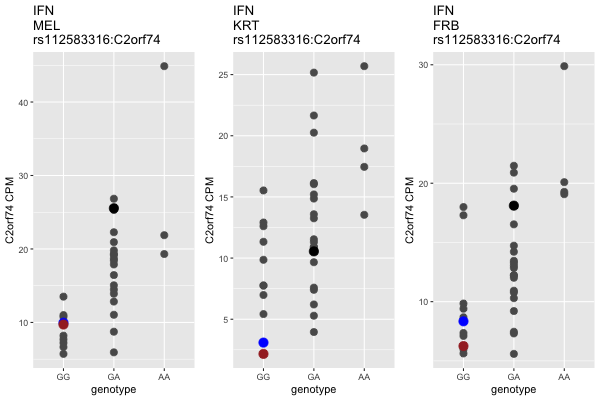 IFN
MEL
rs112583316:C2orf74
C2orf74 CPM
40
30
20
10
GG GA AA
genotype
IFN
KRT
rs112583316:C2orf74
C2orf74 CPM
25
20
15
10
5
GG GA AA
genotype
IFN
FRB
rs112583316:C2orf74
C2orf74 CPM
30
20
10
GG GA AA
genotype